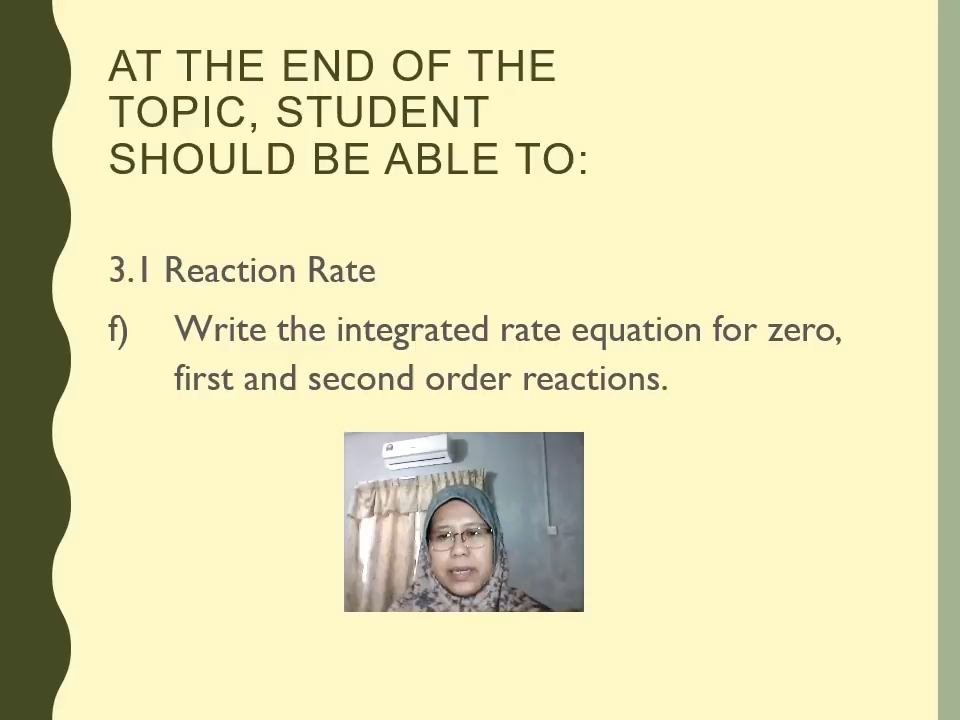 AT THE END OF THE
TOPIC, STUDENT
SHOULD BE ABLE TO:
3.1 Reaction Rate
f) Write the integrated rate equation for zero,
first and second order reactions.